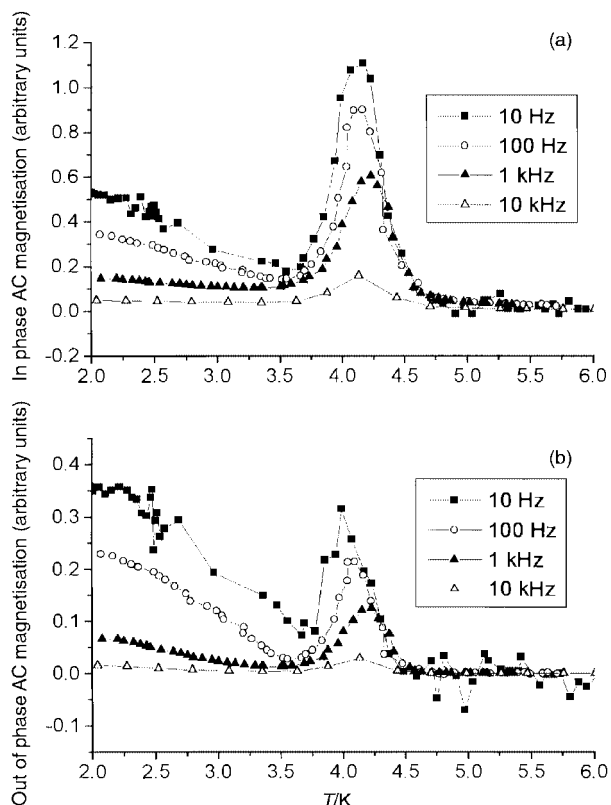 (a)
In phase AC magnetisation (arbitrary units)
1.2
1.0
0.8
0.6
0.4
0.2
0.0
-0.2
10 Hz
100 Hz
1 kHz
10 kHz
2.0 2.5 3.0 3.5 4.0 4.5 5.0 5.5 6.0
(b)
Out of phase AC magnetisation (arbitrary units)
0.4
0.3
0.2
0.1
0.0
-0.1
10 Hz
100 Hz
1 kHz
10 kHz
2.0 2.5 3.0 3.5 4.0 4.5 5.0 5.5 6.0
T/K